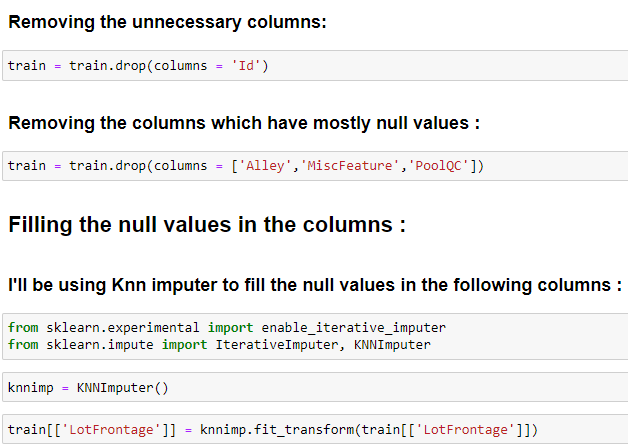 Removing the unnecessary columns:
train = train.drop(columns = 'Id')
Removing the columns which have mostly null values :
train = train.drop(columns = ['Alley','MiscFeature','PoolQC'])
Filling the null values in the columns :
I'll be using Knn imputer to fill the null values in the following columns :
from sklearn.experimental import enable_iterative_imputer
from sklearn.impute import IterativeImputer, KNNImputer
knnimp = KNNImputer()
train[['LotFrontage']] = knnimp.fit_transform(train[['LotFrontage']])